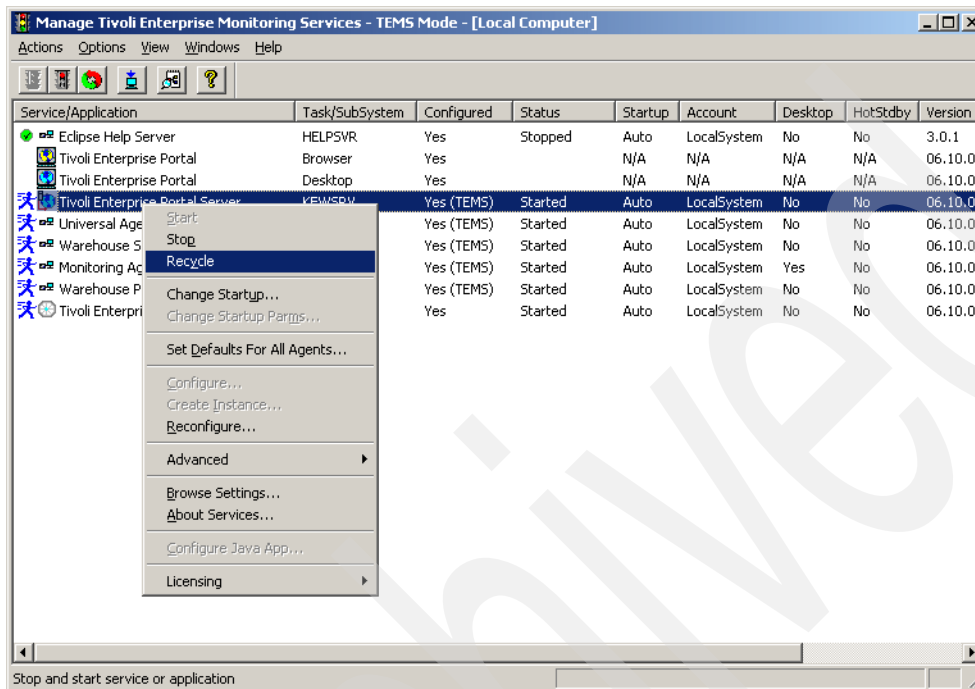 Manage Tivoli Enterprise Monitoring Services - TEMS Mode - [Local Computer]
Actions Options View Windows Help
Service/Application Task/SubSystem Configured Status Startup Account Desktop HotStdby Version
Eclipse Help Server HELPSVR Yes Stopped Auto LocalSystem No No 3.0.1
Tivoli Enterprise Portal Browser Yes N/A N/A N/A N/A 06.10.0
Tivoli Enterprise Portal Desktop Yes N/A N/A N/A N/A 06.10.0
Tivoli Enterprise Portal Server KFWSRV Yes (TEMS) Started Auto LocalSystem No No 06.10.0
Universal Age Yes (TEMS) Started Auto LocalSystem No No 06.10.0
Warehouse S Yes (TEMS) Started Auto LocalSystem No No 06.10.0
Monitoring Ag Yes (TEMS) Started Auto LocalSystem Yes No 06.10.0
Warehouse P Yes (TEMS) Started Auto LocalSystem No No 06.10.0
Tivoli Enterpri Yes Started Auto LocalSystem No No 06.10.0
Start
Stop
Recycle
Change Startup...
Change Startup Parms...
Set Defaults For All Agents...
Configure...
Create Instance...
Reconfigure...
Advanced
Browse Settings...
About Services...
Configure Java App...
Licensing
Stop and start service or application